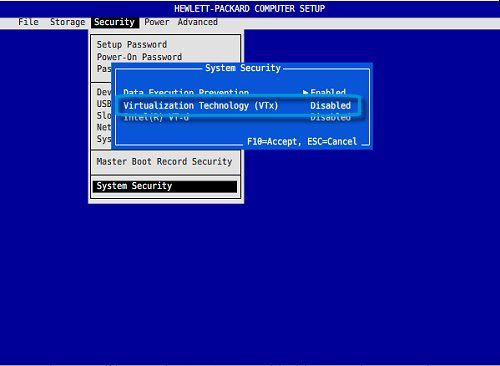 HEWLETT-PACKARD COMPUTER SETUP
File Storage Security Power Advanced
Setup Password
Power-On Password
Pas
System Security
Data Execution Prevention ▶Enabled
Dev
Virtualization Technology (VTx) Disabled
USB
Slo
Intel(R) VT-d Disabled
Net
Sys
F10=Accept, ESC=Cancel
Master Boot Record Security
System Security